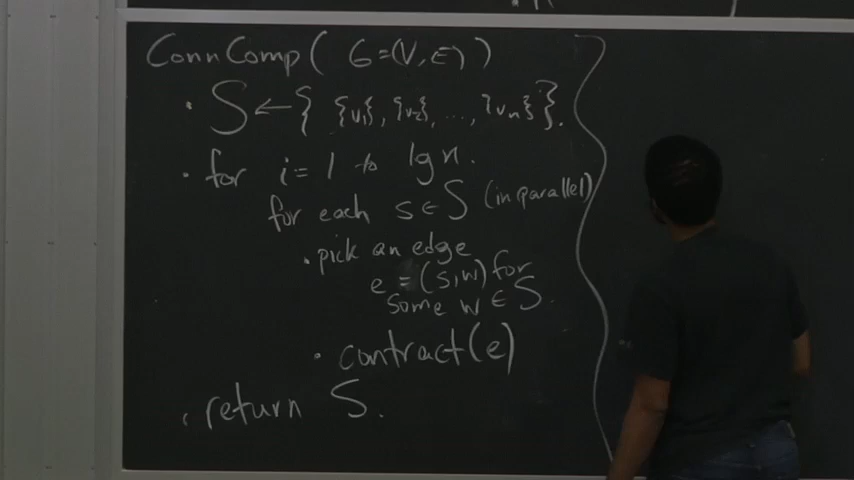 ConnComp( G=(V,E) )
• S ← { {v1}, {v2}, ..., {vn} }.
• for i = 1 to lg n.
for each s ∈ S (in parallel)
• pick an edge
e = (s,w) for
some w ∈ S.
• contract(e)
• return S.